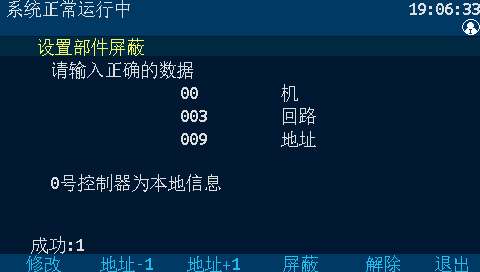 系统正常运行中 19:06:33
设置部件屏蔽
请输入正确的数据
00 机
003 回路
009 地址
0号控制器为本地信息
成功:1
修改 地址-1 地址+1 屏蔽 解除 退出